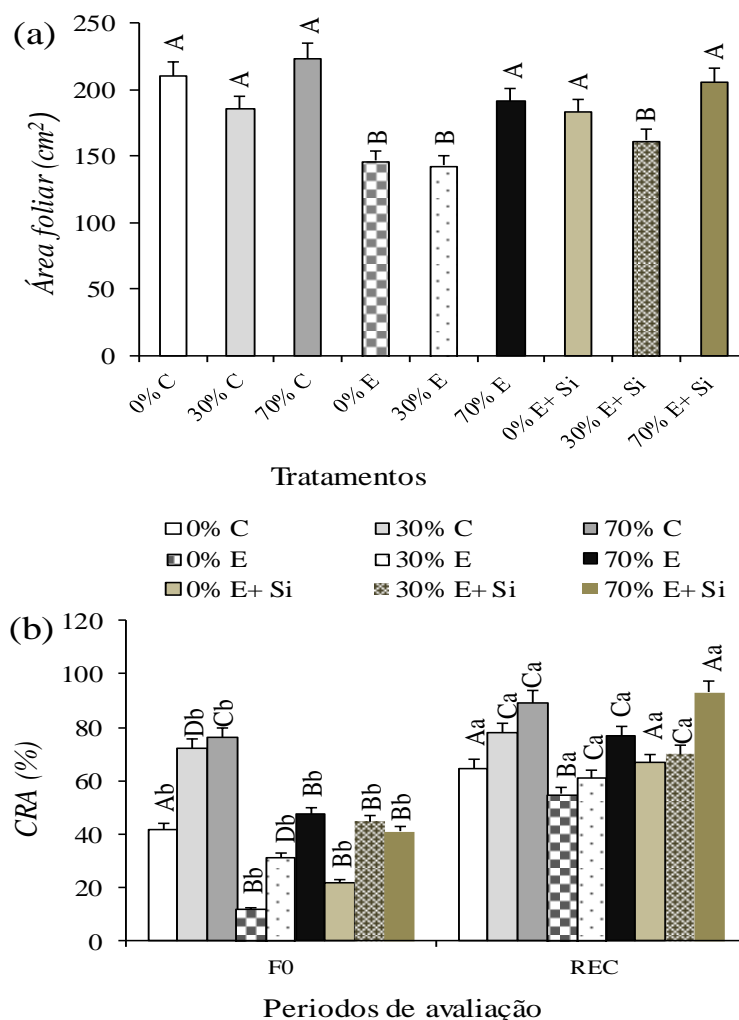 (a)
Área foliar (cm²)
250
200
150
100
50
0
A
A
A
B
B
A
A
B
A
0% C
30% C
70% C
0% E
30% E
70% E
0% E+ Si
30% E+ Si
70% E+ Si
Tratamentos
0% C 30% C 70% C
0% E 30% E 70% E
0% E+ Si 30% E+ Si 70% E+ Si
(b)
CRA (%)
120
100
80
60
40
20
0
Ab
Db
Cb
Bb
Db
Bb
Bb
Bb
Bb
Aa
Ca
Ca
Ba
Ca
Ca
Aa
Ca
Aa
F0 REC
Periodos de avaliação